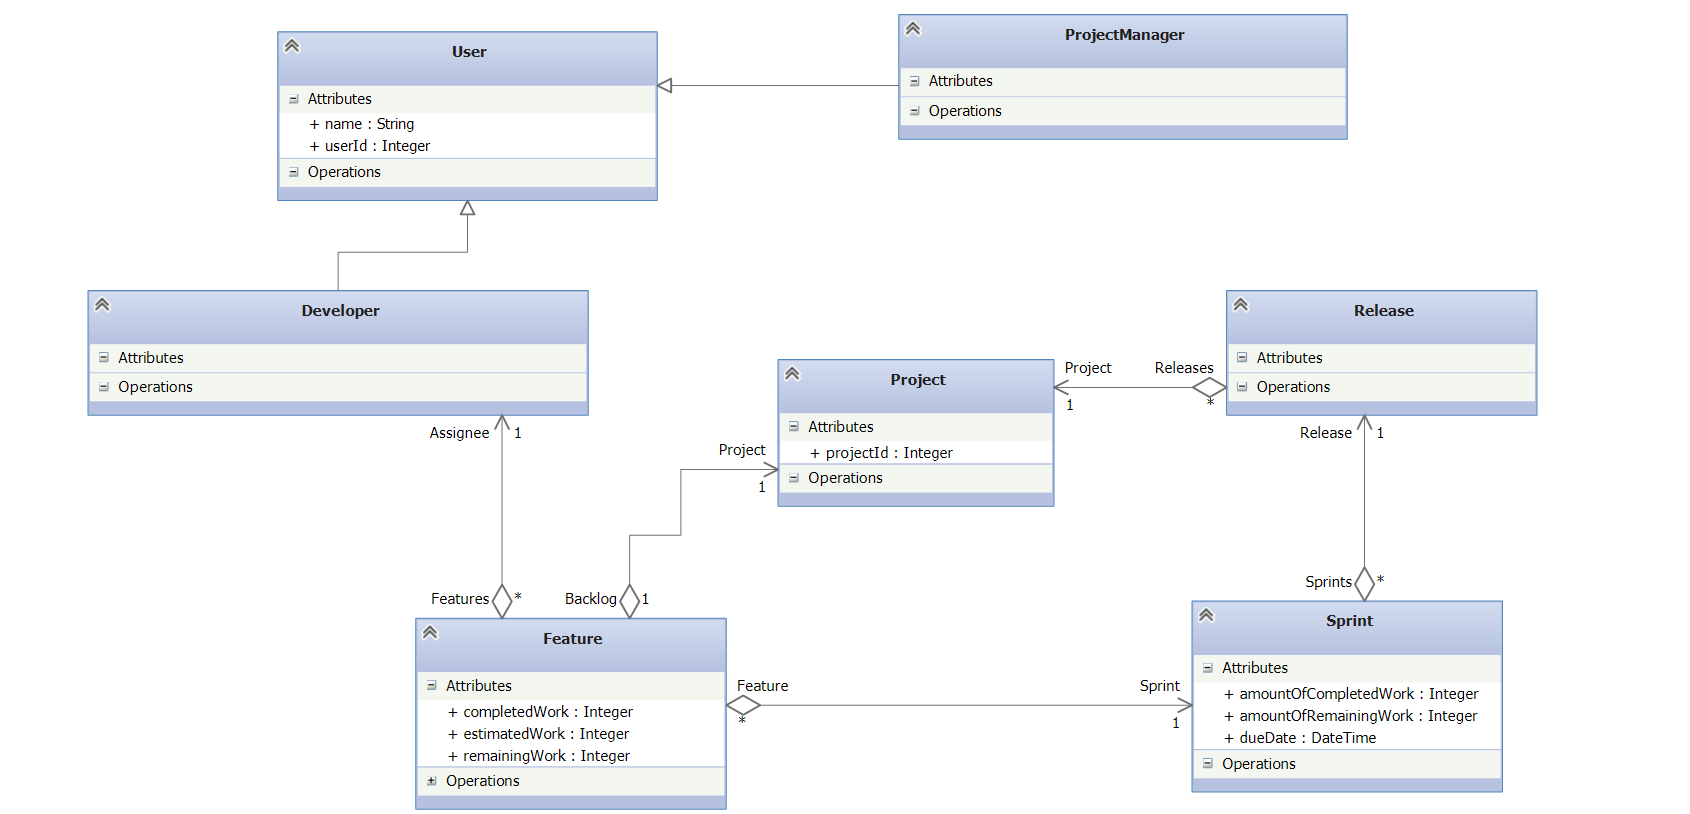 User
Attributes
+ name : String
+ userId : Integer
Operations
ProjectManager
Attributes
Operations
Developer
Attributes
Operations
Assignee 1
Features *
Project
Attributes
+ projectId : Integer
Operations
Project
1
Releases
*
Project
1
Backlog 1
Release
Attributes
Operations
Release 1
Sprints *
Feature
Attributes
+ completedWork : Integer
+ estimatedWork : Integer
+ remainingWork : Integer
Operations
Feature
*
Sprint
1
Sprint
Attributes
+ amountOfCompletedWork : Integer
+ amountOfRemainingWork : Integer
+ dueDate : DateTime
Operations